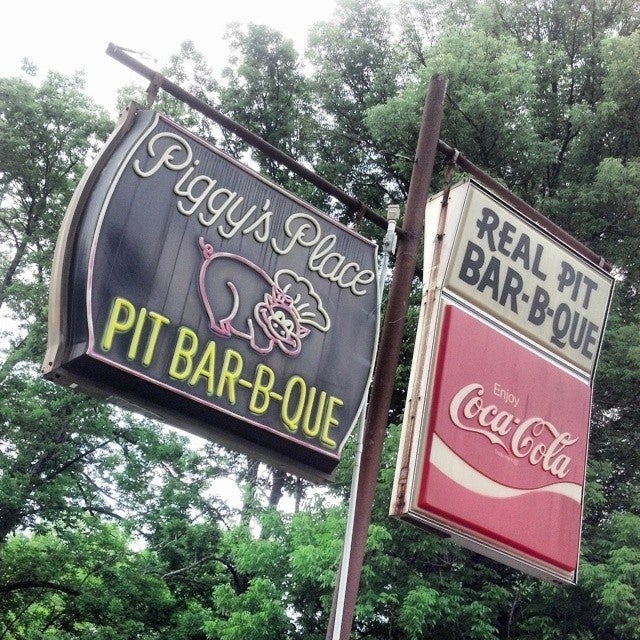 Piggy's Place
PIT BAR-B-QUE
REAL PIT
BAR-B-QUE
Enjoy
Coca-Cola